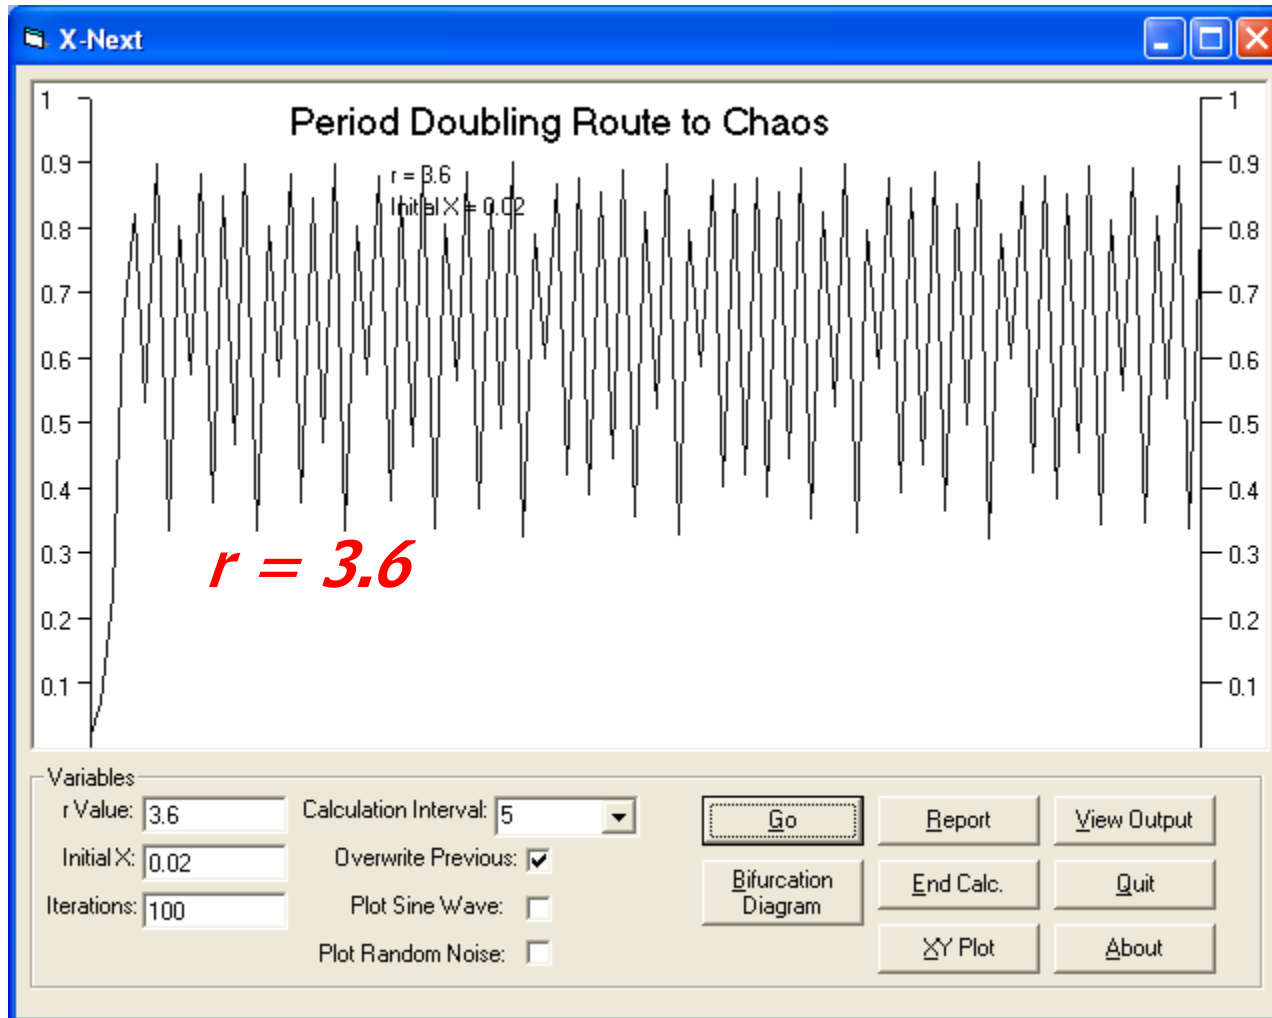 X-Next
Period Doubling Route to Chaos
r = 3.6
Initial X = 0.02
1
0.9
0.8
0.7
0.6
0.5
0.4
0.3
0.2
0.1
1
0.9
0.8
0.7
0.6
0.5
0.4
0.3
0.2
0.1
r = 3.6
Variables
r Value: 3.6
Initial X: 0.02
Iterations: 100
Calculation Interval: 5
Overwrite Previous:
Plot Sine Wave:
Plot Random Noise:
Go
Report
View Output
Bifurcation
Diagram
End Calc.
Quit
XY Plot
About